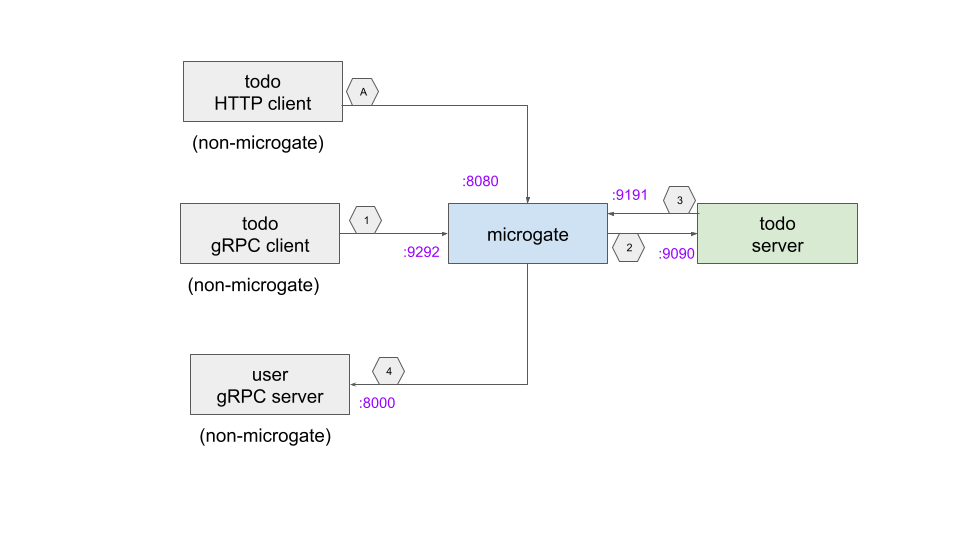 todo
HTTP client
A
(non-microgate)
:8080
:9191
3
todo
gRPC client
1
:9292
microgate
2
:9090
todo
server
(non-microgate)
user
gRPC server
4
:8000
(non-microgate)